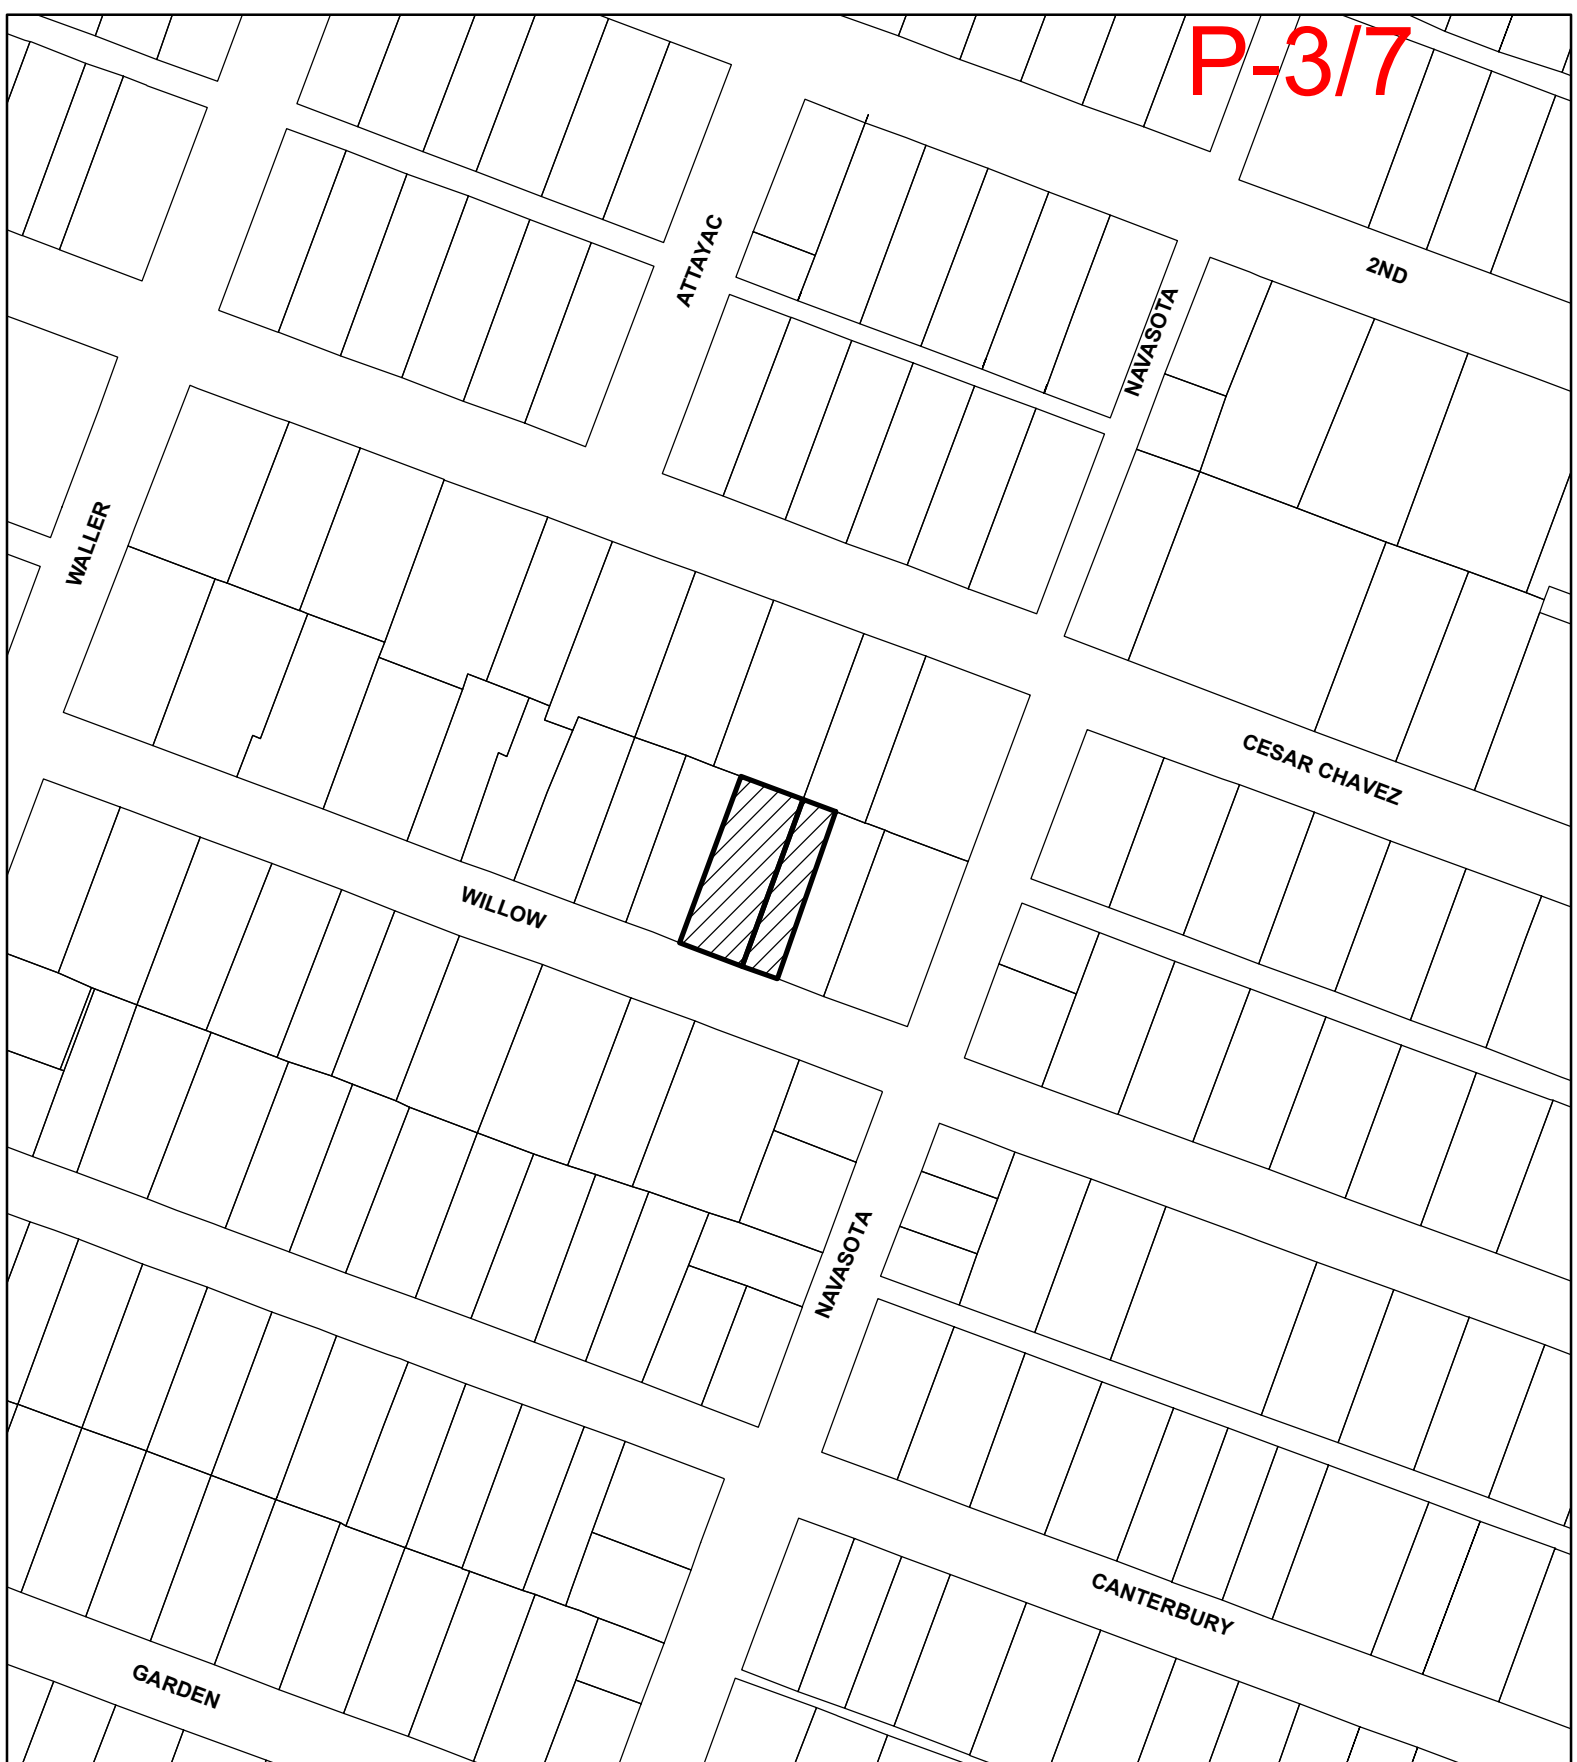 P-3/7
ATTAYAC
2ND
NAVASOTA
WALLER
CESAR CHAVEZ
WILLOW
NAVASOTA
CANTERBURY
GARDEN